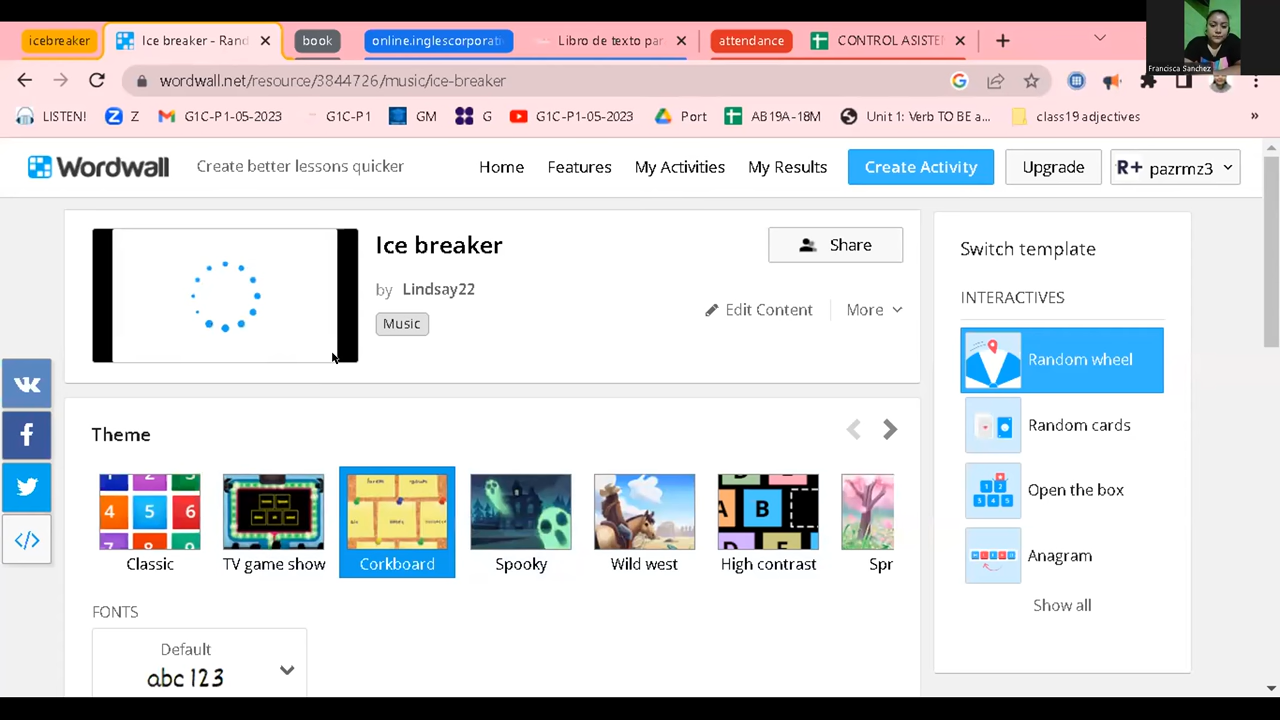 icebreaker
Ice breaker - Ran
book
online.inglescorporati
Libro de texto par
attendance
CONTROL ASISTEN
Francisca Sanchez
wordwall.net/resource/3844726/music/ice-breaker
LISTEN!
Z
G1C-P1-05-2023
G1C-P1
GM
G
G1C-P1-05-2023
Port
AB19A-18M
Unit 1: Verb TO BE a...
class19 adjectives
Wordwall
Create better lessons quicker
Home
Features
My Activities
My Results
Create Activity
Upgrade
R+ pazrmz3
Ice breaker
Share
by Lindsay22
Edit Content
More
Music
Switch template
INTERACTIVES
Random wheel
Random cards
Open the box
Anagram
Show all
Theme
Classic
TV game show
Corkboard
Spooky
Wild west
High contrast
Spr
FONTS
Default
abc 123